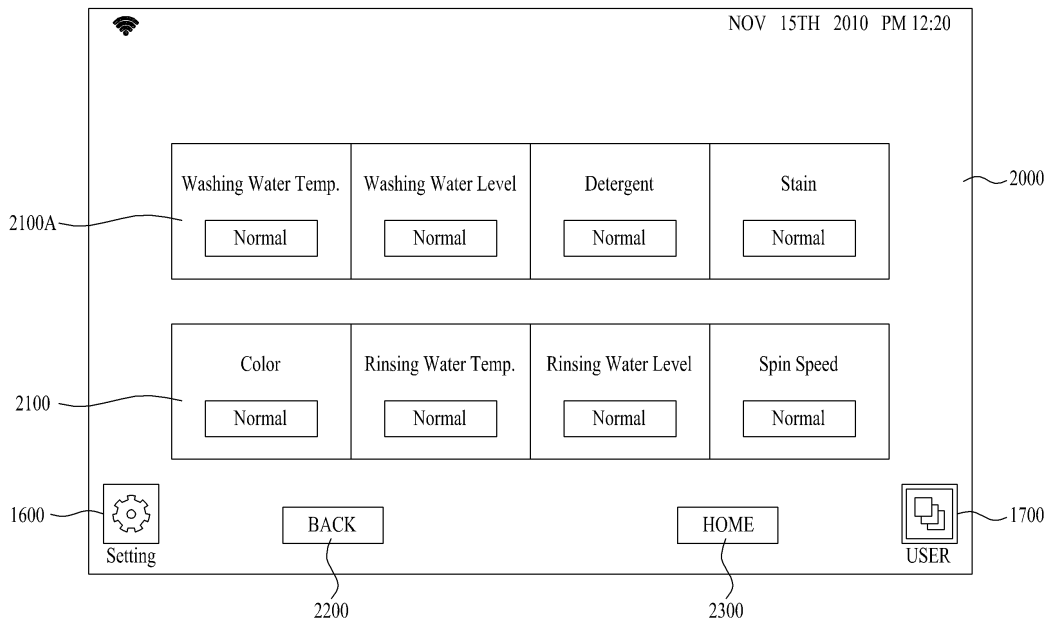 NOV 15TH 2010 PM 12:20
Washing Water Temp. Washing Water Level Detergent Stain
2000
2100A
Normal Normal Normal Normal
Color Rinsing Water Temp. Rinsing Water Level Spin Speed
2100
Normal Normal Normal Normal
1600
BACK HOME
1700
Setting USER
2200 2300